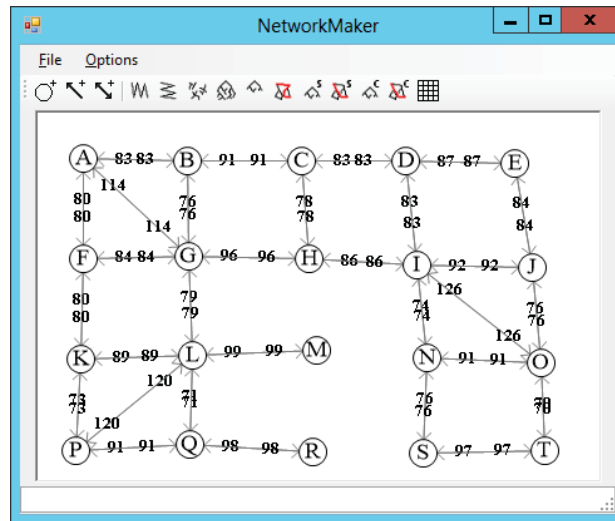 NetworkMaker
File Options
A 83 83 B 91 91 C 83 83 D 87 87 E
114
80 76 78 83 84
80 76 78 83 84
114
F 84 84 G 96 96 H 86 86 I 92 92 J
126
80 79 74 76
80 79 74 76
126
K 89 89 L 99 99 M N 91 91 O
120
73 71 76
73 71 76
120
P 91 91 Q 98 98 R S 97 97 T